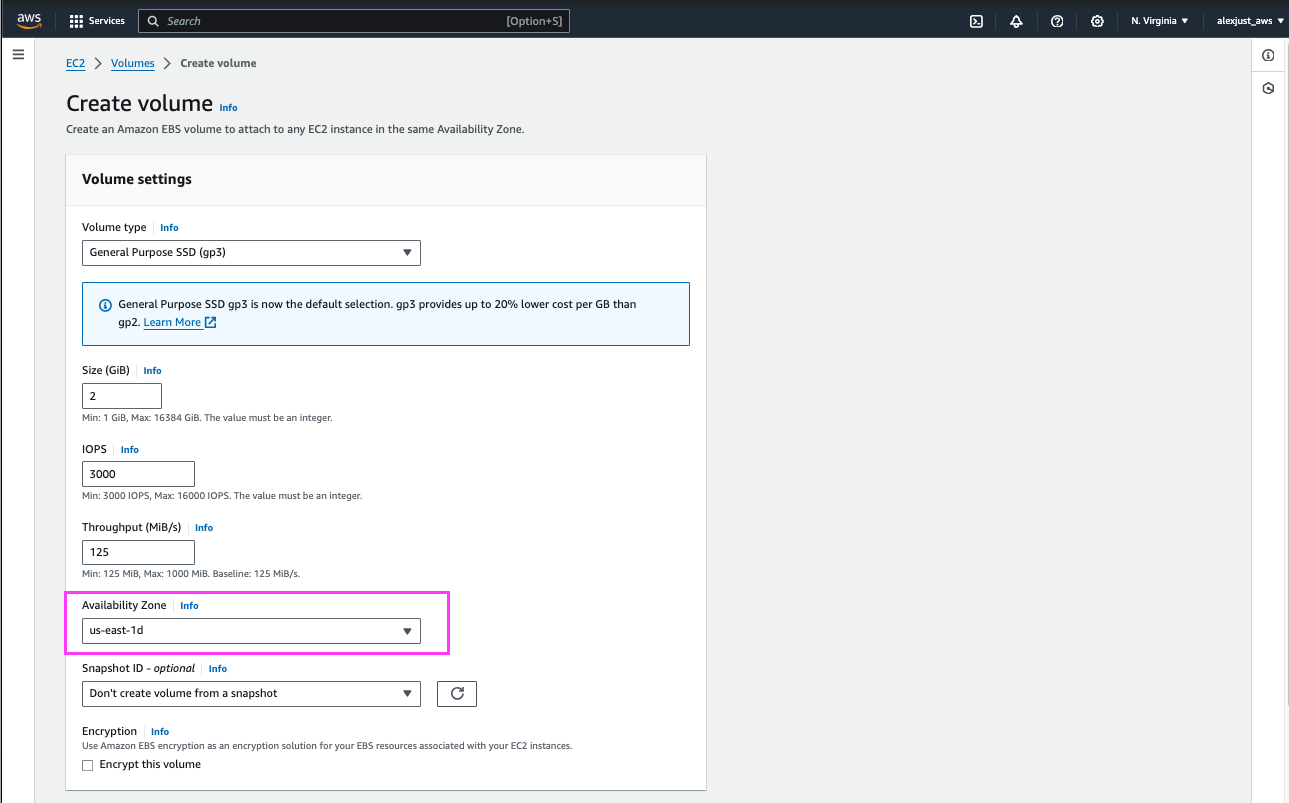 aws Services Search [Option+S] N. Virginia alexjust_aws
EC2 Volumes Create volume
Create volume Info
Create an Amazon EBS volume to attach to any EC2 instance in the same Availability Zone.
Volume settings
Volume type Info
General Purpose SSD (gp3)
General Purpose SSD gp3 is now the default selection. gp3 provides up to 20% lower cost per GB than
gp2. Learn More
Size (GiB) Info
2
Min: 1 GiB, Max: 16384 GiB. The value must be an integer.
IOPS Info
3000
Min: 3000 IOPS, Max: 16000 IOPS. The value must be an integer.
Throughput (MiB/s) Info
125
Min: 125 MiB, Max: 1000 MiB. Baseline: 125 MiB/s.
Availability Zone Info
us-east-1d
Snapshot ID - optional Info
Don't create volume from a snapshot
Encryption Info
Use Amazon EBS encryption as an encryption solution for your EBS resources associated with your EC2 instances.
Encrypt this volume